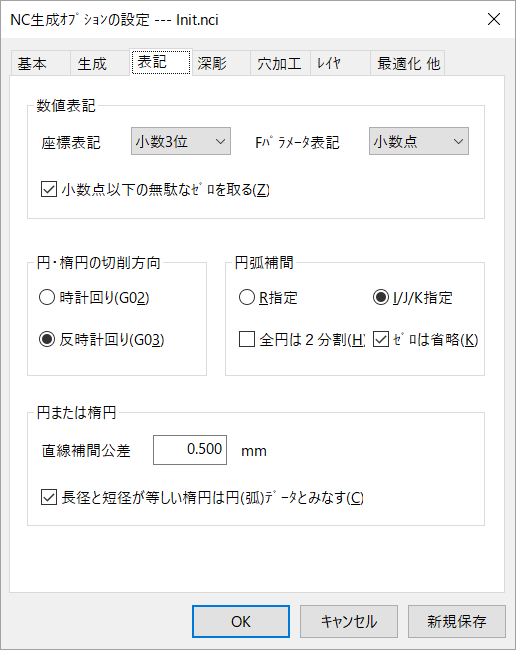 NC生成ｵﾌﾟｼｮﾝの設定 --- Init.nci
基本 生成 表記 深彫 穴加工 ﾚｲﾔ 最適化 他
数値表記
座標表記 小数3位 Fﾊﾟﾗﾒｰﾀ表記 小数点
小数点以下の無駄なｾﾞﾛを取る(Z)
円・楕円の切削方向
時計回り(G02)
反時計回り(G03)
円弧補間
R指定 I/J/K指定
全円は２分割(H) ｾﾞﾛは省略(K)
円または楕円
直線補間公差 0.500 mm
長径と短径が等しい楕円は円(弧)ﾃﾞｰﾀとみなす(C)
OK キャンセル 新規保存